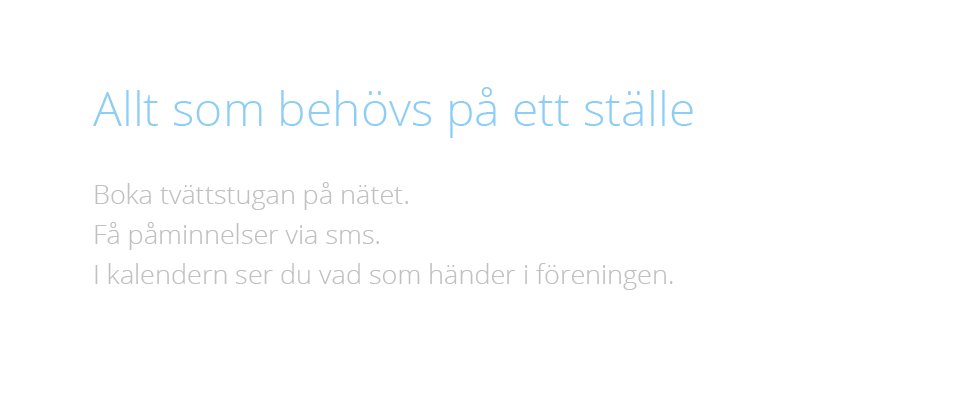 Allt som behövs på ett ställe
Boka tvättstugan på nätet.
Få påminnelser via sms.
I kalendern ser du vad som händer i föreningen.